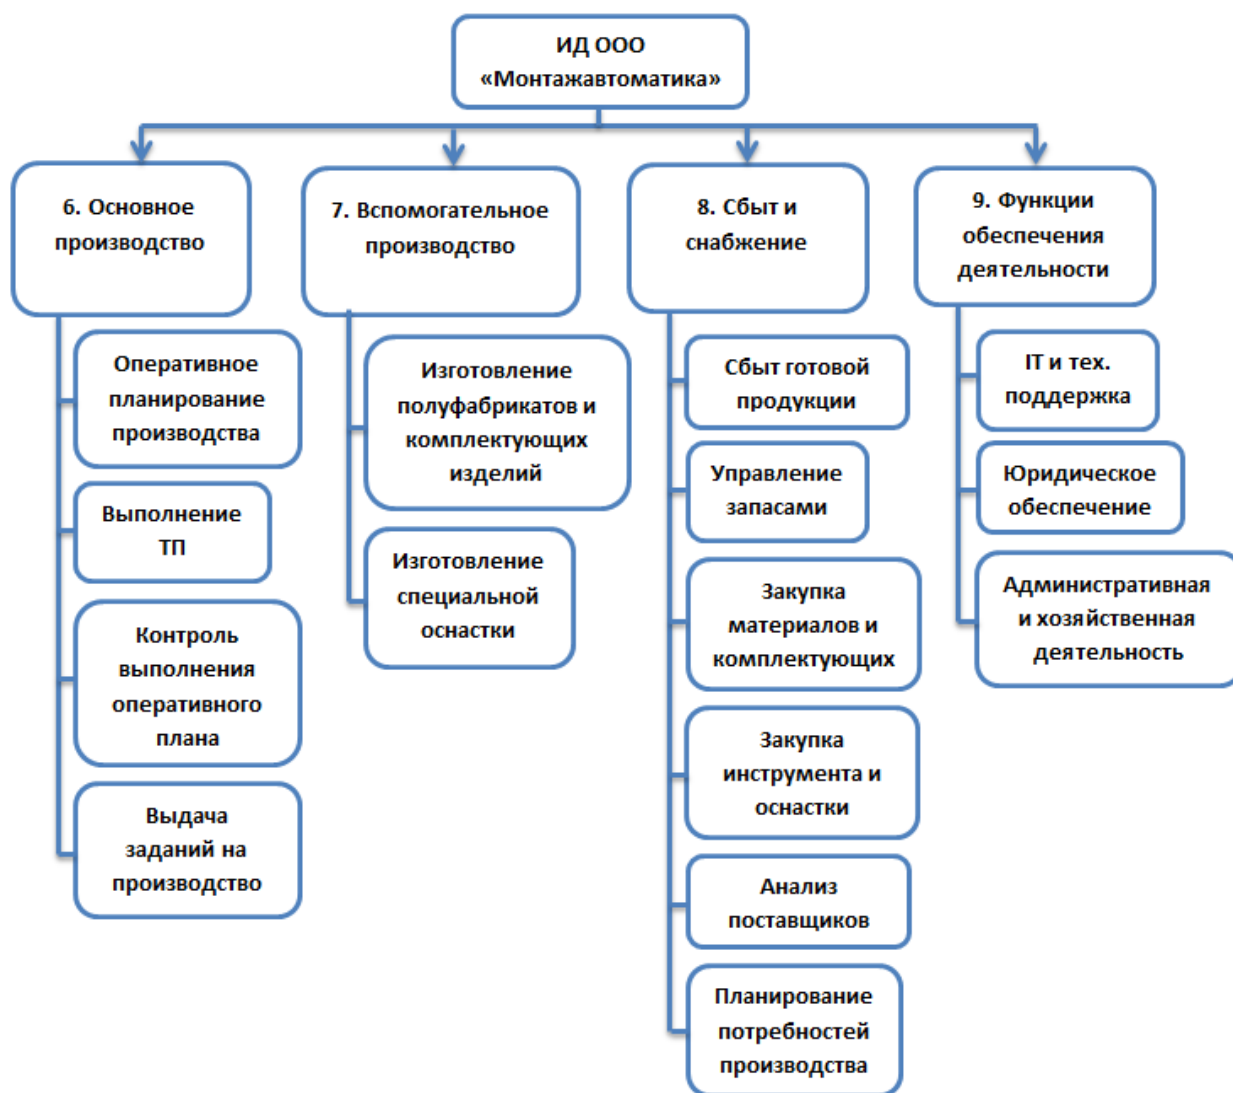 ИД ООО
«Монтажавтоматика»
6. Основное
производство
7. Вспомогательное
производство
8. Сбыт и
снабжение
9. Функции
обеспечения
деятельности
Оперативное
планирование
производства
Выполнение
ТП
Контроль
выполнения
оперативного
плана
Выдача
заданий на
производство
Изготовление
полуфабрикатов и
комплектующих
изделий
Изготовление
специальной
оснастки
Сбыт готовой
продукции
Управление
запасами
Закупка
материалов и
комплектующих
Закупка
инструмента и
оснастки
Анализ
поставщиков
Планирование
потребностей
производства
IT и тех.
поддержка
Юридическое
обеспечение
Административная
и хозяйственная
деятельность